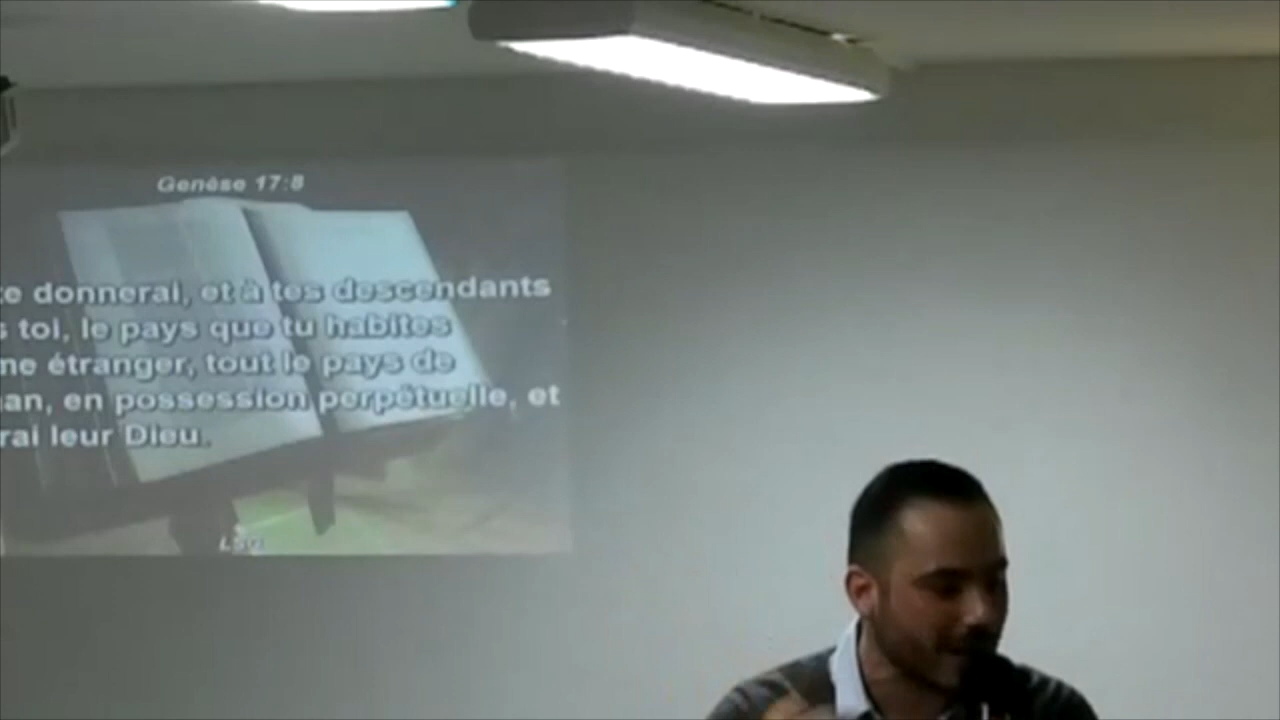 Genèse 17:8
te donnerai, et à tes descendants
s toi, le pays que tu habites
me étranger, tout le pays de
an, en possession perpétuelle, et
rai leur Dieu.
LSG